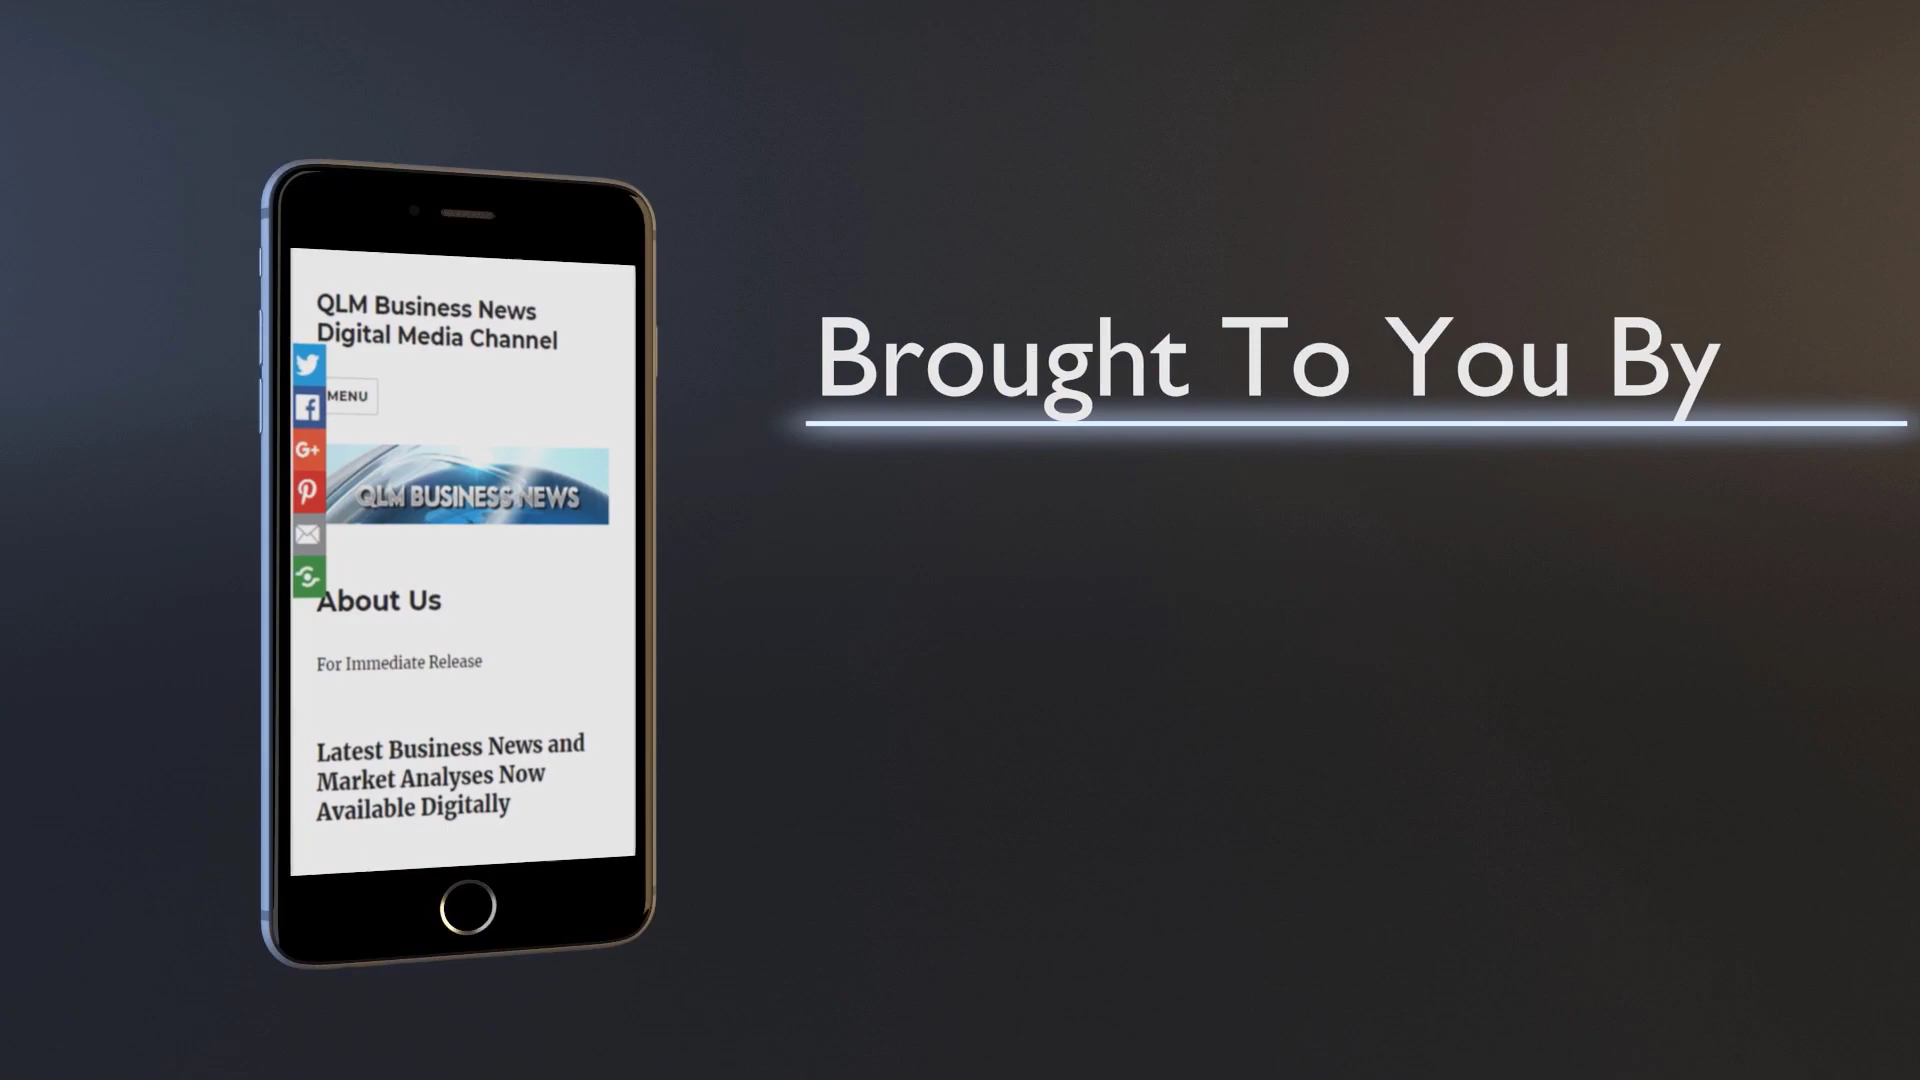 QLM Business News
Digital Media Channel
MENU
QLM BUSINESS NEWS
About Us
For Immediate Release
Latest Business News and
Market Analyses Now
Available Digitally
Brought To You By